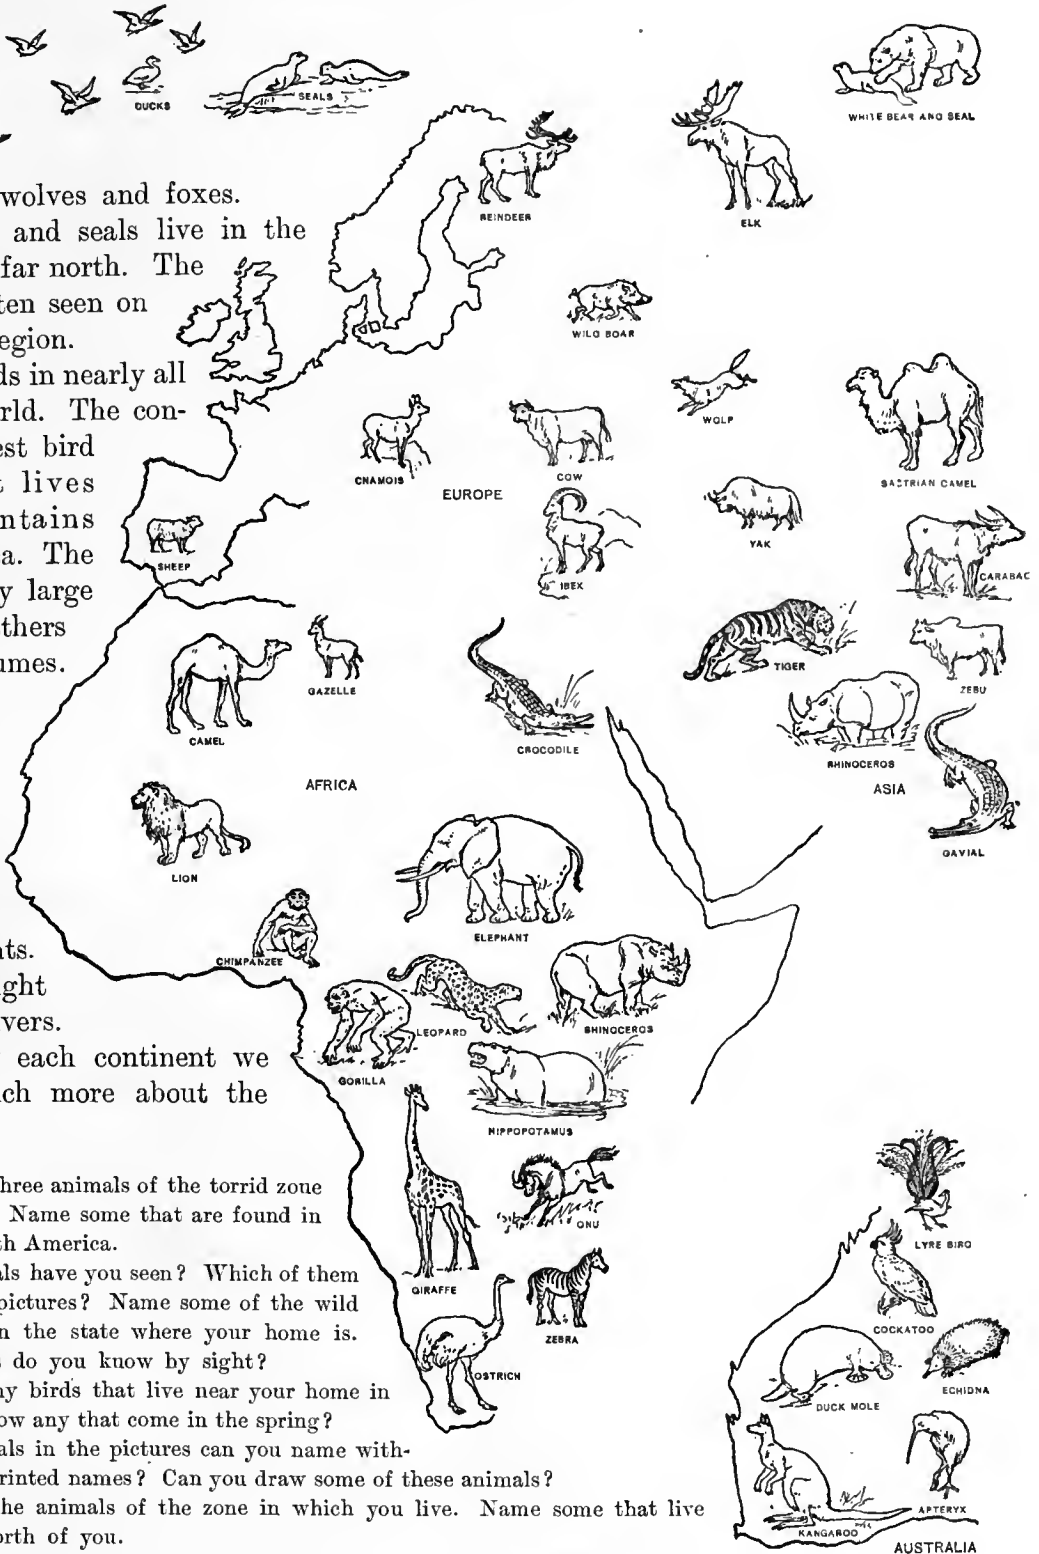 DUCKS
SEALS
WHITE BEAR AND SEAL
REINDEER
ELK
wolves and foxes.
and seals live in the
far north. The
ten seen on
egion.
ds in nearly all
rld. The con-
est bird
t lives
ntains
a. The
y large
thers
umes.
WILD BOAR
WOLF
CHAMOIS
COW
BACTRIAN CAMEL
EUROPE
YAK
SHEEP
IBEX
CARABAO
TIGER
GAZELLE
ZEBU
CAMEL
CROCODILE
RHINOCEROS
AFRICA
ASIA
GAVIAL
LION
ELEPHANT
CHIMPANZEE
LEOPARD
RHINOCEROS
GORILLA
HIPPOPOTAMUS
nts.
ght
vers.
each continent we
ch more about the
GNU
LYRE BIRD
GIRAFFE
COCKATOO
ZEBRA
OSTRICH
ECHIDNA
DUCK MOLE
APTERYX
KANGAROO
AUSTRALIA
hree animals of the torrid zone
Name some that are found in
th America.
als have you seen? Which of them
pictures? Name some of the wild
n the state where your home is.
s do you know by sight?
ny birds that live near your home in
ow any that come in the spring?
als in the pictures can you name with-
rinted names? Can you draw some of these animals?
he animals of the zone in which you live. Name some that live
orth of you.